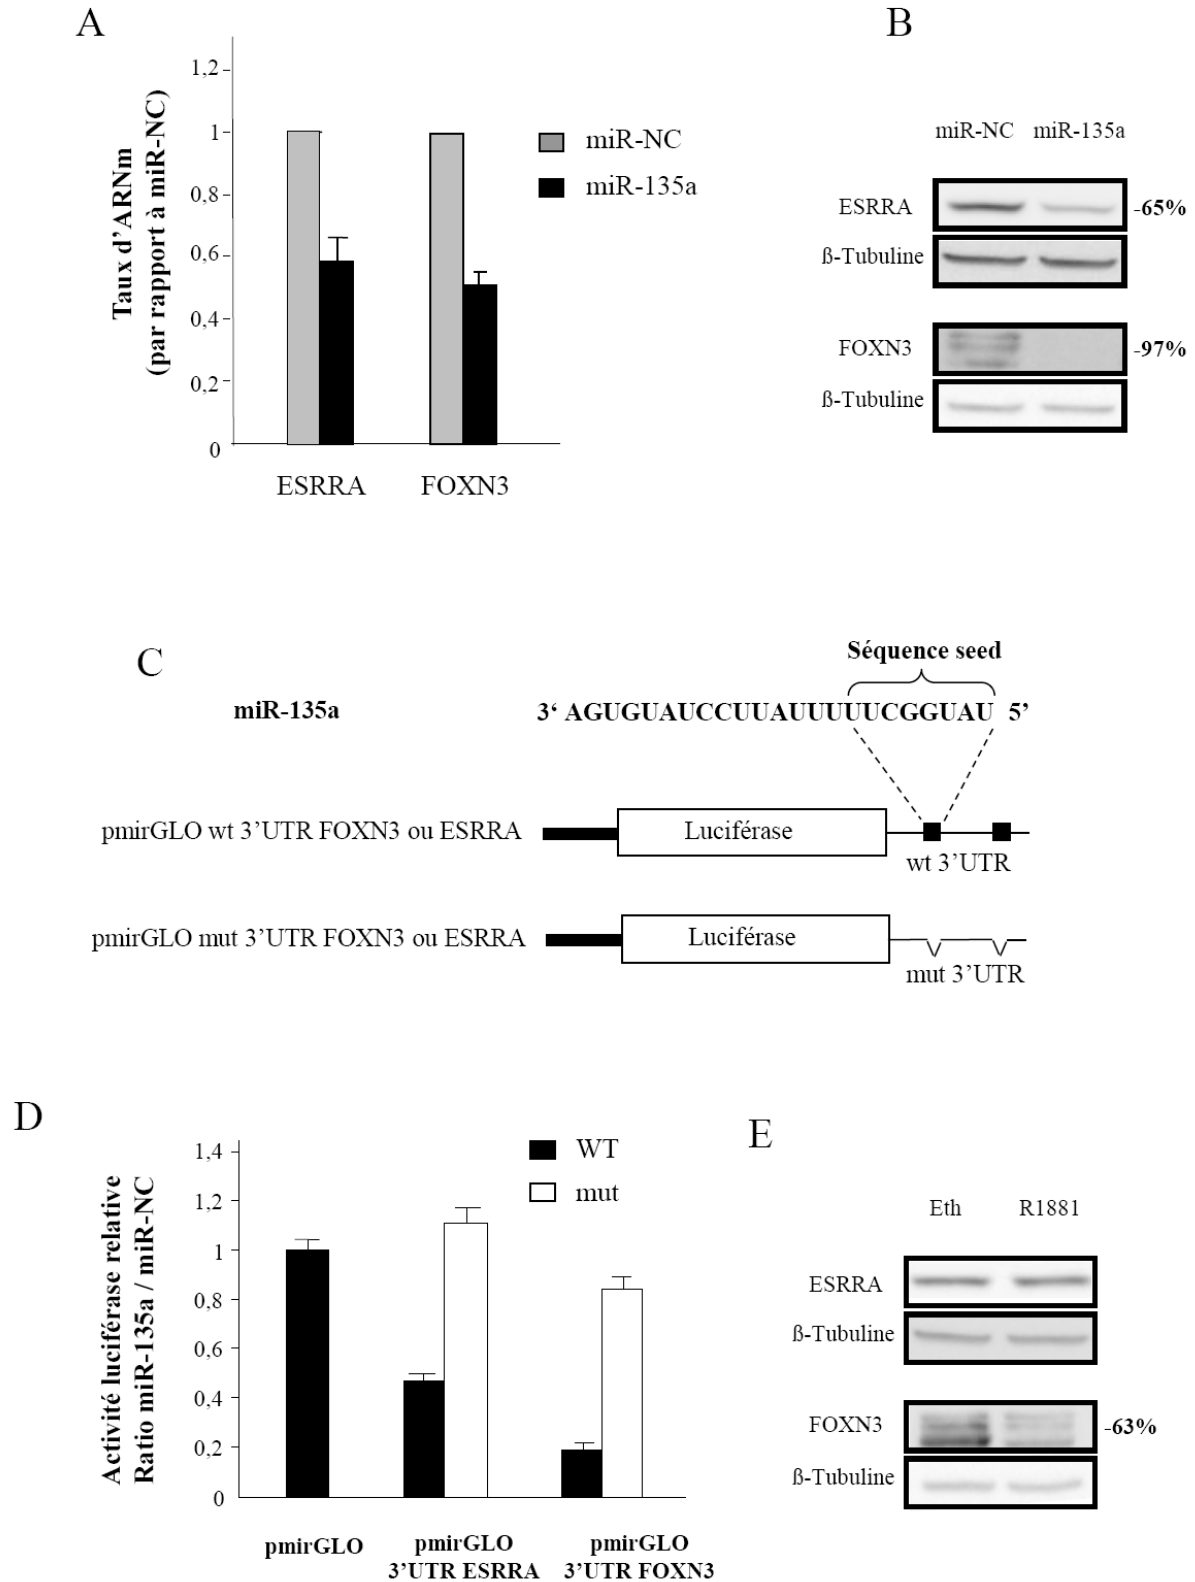 A
1,2
1
0,8
0,6
0,4
0,2
0
Taux d'ARNm
(par rapport à miR-NC)
miR-NC
miR-135a
ESRRA
FOXN3
B
miR-NC miR-135a
ESRRA -65%
ß-Tubuline
FOXN3 -97%
ß-Tubuline
C
Séquence seed
miR-135a 3‘ AGUGUAUCCUUAUUUUUCGGUAU 5’
pmirGLO wt 3’UTR FOXN3 ou ESRRA
Luciférase
wt 3’UTR
pmirGLO mut 3’UTR FOXN3 ou ESRRA
Luciférase
mut 3’UTR
D
1,4
1,2
1
0,8
0,6
0,4
0,2
0
Activité luciférase relative
Ratio miR-135a / miR-NC
WT
mut
pmirGLO
pmirGLO
3’UTR ESRRA
pmirGLO
3’UTR FOXN3
E
Eth R1881
ESRRA
ß-Tubuline
FOXN3 -63%
ß-Tubuline